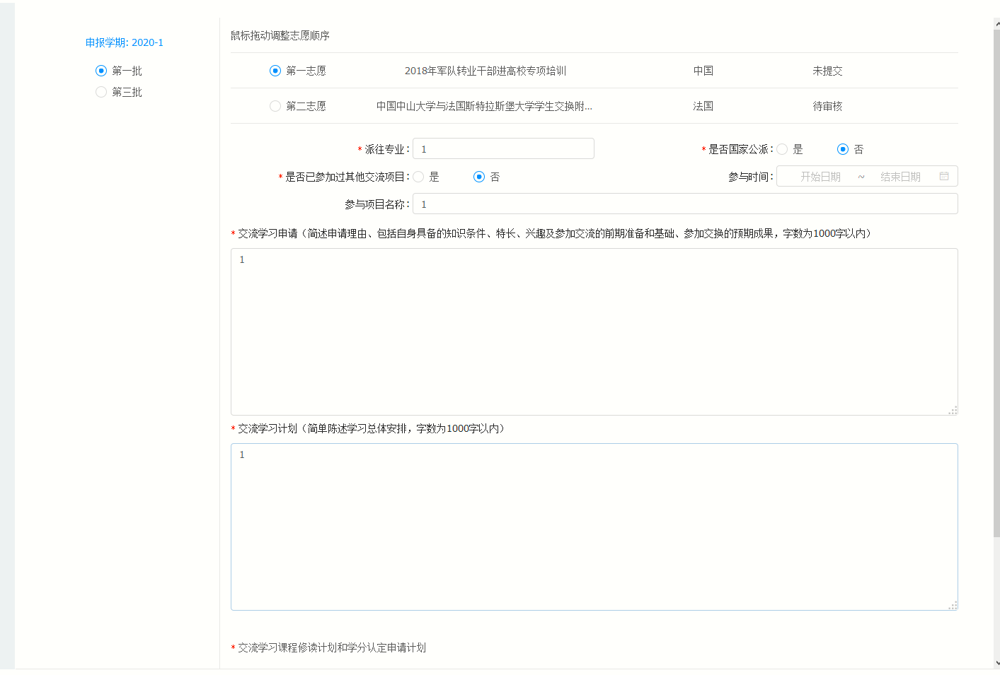 申报学期: 2020-1
第一批
第三批
鼠标拖动调整志愿顺序
第一志愿 2018年军队转业干部进高校专项培训 中国 未提交
第二志愿 中国中山大学与法国斯特拉斯堡大学学生交换附... 法国 待审核
* 派往专业: 1 * 是否国家公派: 是 否
* 是否已参加过其他交流项目: 是 否 参与时间: 开始日期 ~ 结束日期
参与项目名称: 1
* 交流学习申请（简述申请理由、包括自身具备的知识条件、特长、兴趣及参加交流的前期准备和基础、参加交换的预期成果，字数为1000字以内）
1
* 交流学习计划（简单陈述学习总体安排，字数为1000字以内）
1
* 交流学习课程修读计划和学分认定申请计划